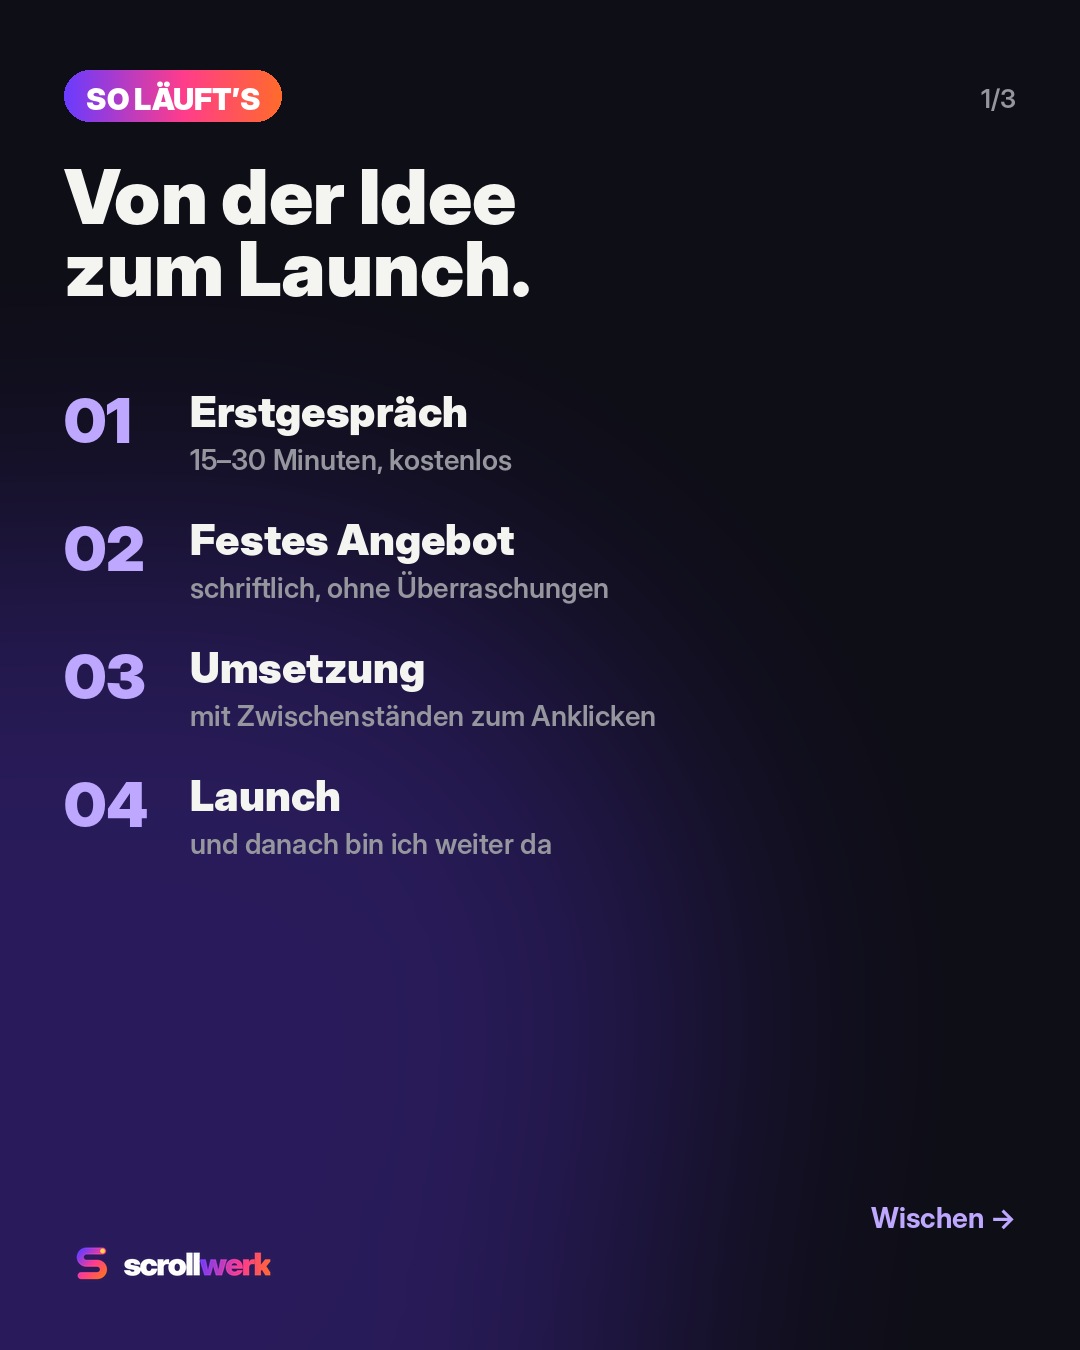 SO LÄUFT’S
1/3
Von der Idee
zum Launch.
01
Erstgespräch
15–30 Minuten, kostenlos
02
Festes Angebot
schriftlich, ohne Überraschungen
03
Umsetzung
mit Zwischenständen zum Anklicken
04
Launch
und danach bin ich weiter da
Wischen →
scrollwerk